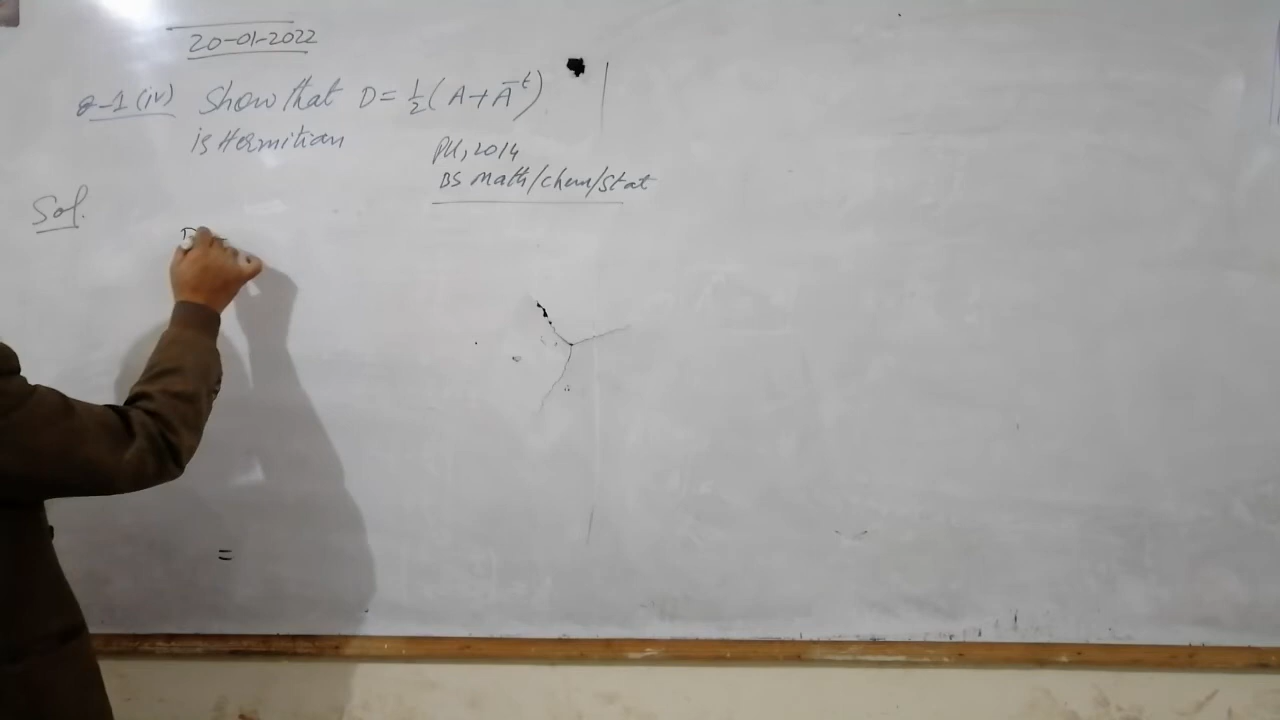 20-01-2022
Q-1 (iv) Show that D = ½(A + Ā^t)
is Hermitian
PU, 2014
BS Math/Chem/Stat
Sol.
D
=